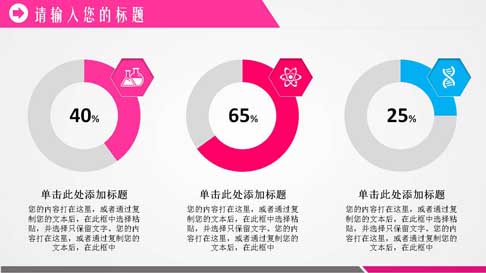 请输入您的标题
40%
65%
25%
单击此处添加标题
您的内容打在这里，或者通过复
制您的文本后，在此框中选择粘
贴，并选择只保留文字。您的内
容打在这里，或者通过复制您的
文本后，在此框中
单击此处添加标题
您的内容打在这里，或者通过复
制您的文本后，在此框中选择粘
贴，并选择只保留文字。您的内
容打在这里，或者通过复制您的
文本后，在此框中
单击此处添加标题
您的内容打在这里，或者通过复
制您的文本后，在此框中选择粘
贴，并选择只保留文字。您的内
容打在这里，或者通过复制您的
文本后，在此框中